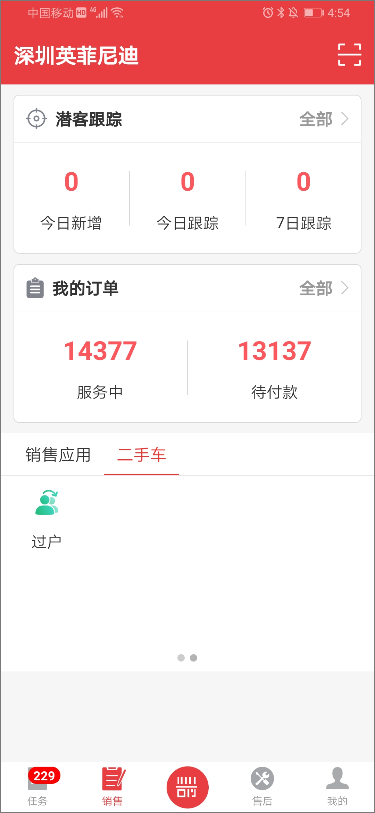 中国移动 HD 4G 4:54
深圳英菲尼迪
潜客跟踪 全部
0 0 0
今日新增 今日跟踪 7日跟踪
我的订单 全部
14377 13137
服务中 待付款
销售应用 二手车
过户
229
任务 销售 售后 我的